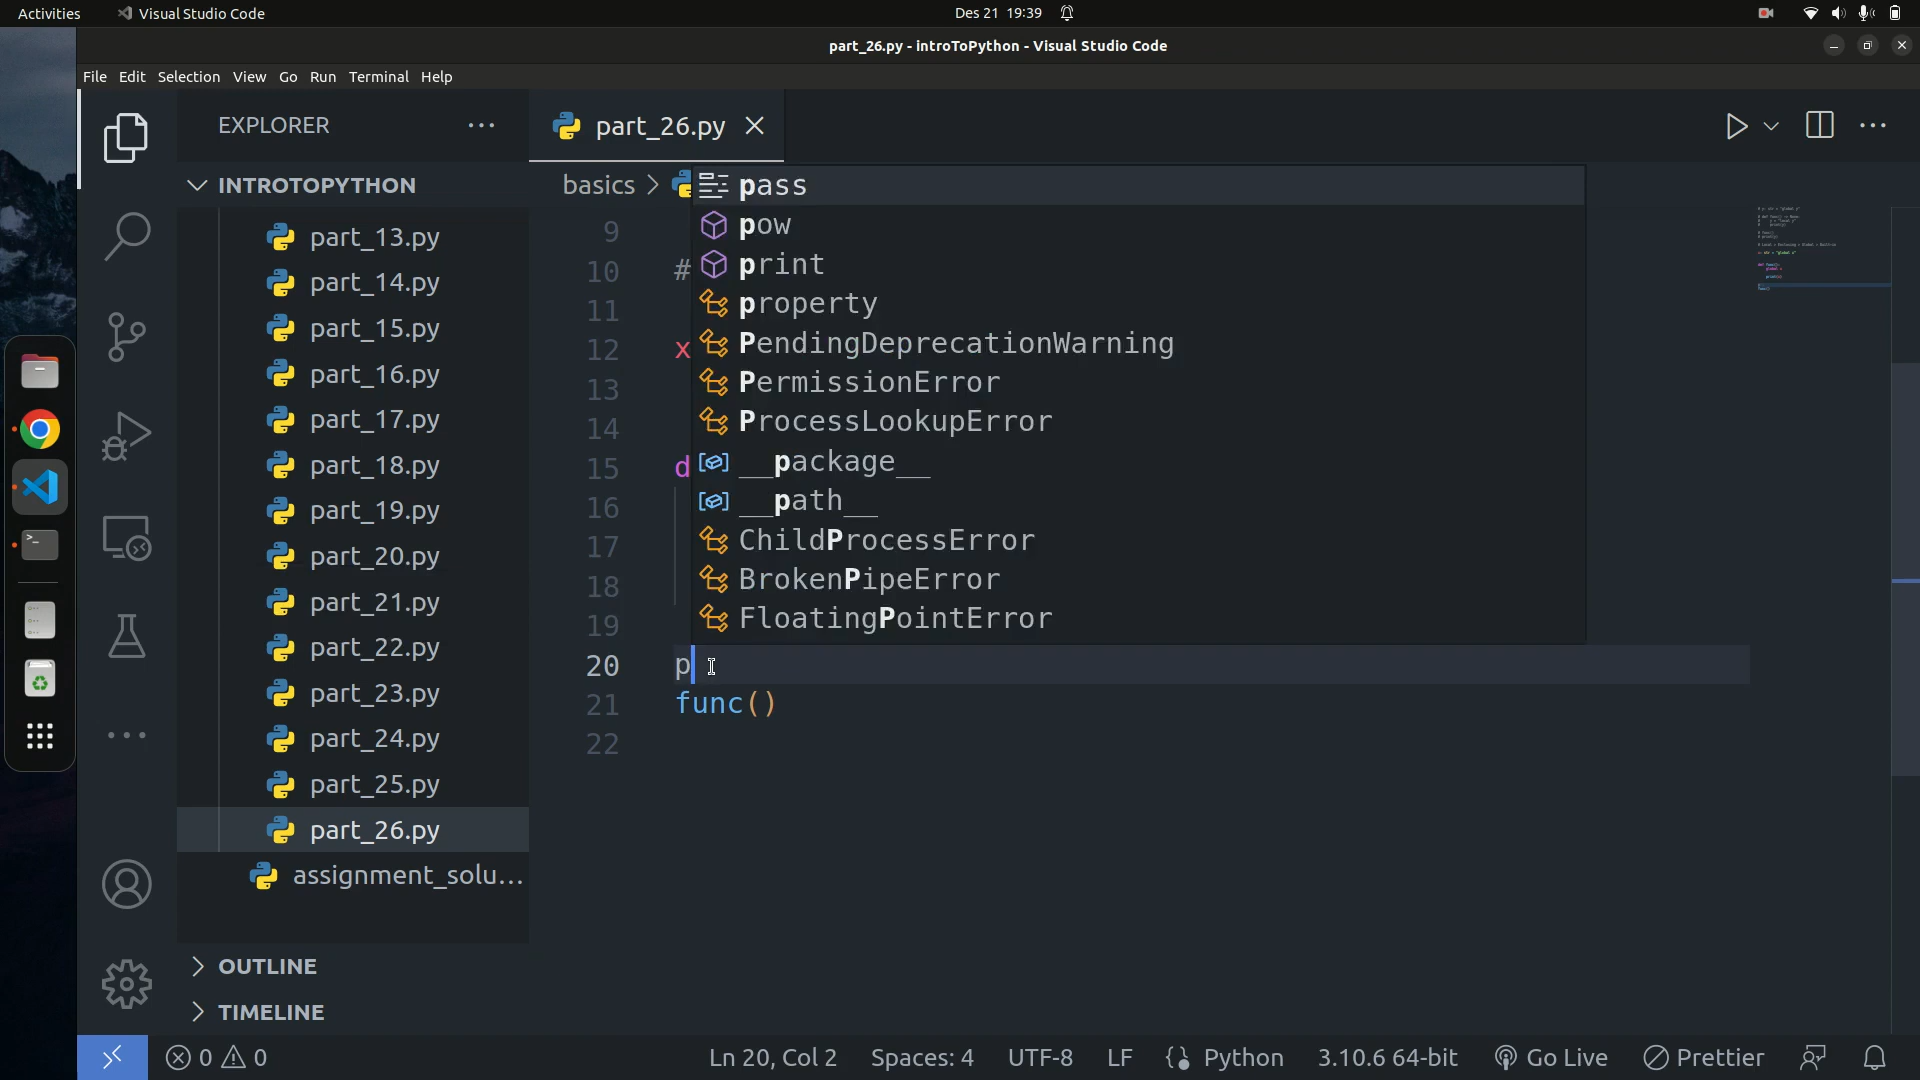 Activities Visual Studio Code Des 21 19:39
part_26.py - introToPython - Visual Studio Code
File Edit Selection View Go Run Terminal Help
EXPLORER
part_26.py
INTROTOPYTHON
part_13.py
part_14.py
part_15.py
part_16.py
part_17.py
part_18.py
part_19.py
part_20.py
part_21.py
part_22.py
part_23.py
part_24.py
part_25.py
part_26.py
assignment_solu...
OUTLINE
TIMELINE
basics >
pass
pow
print
property
PendingDeprecationWarning
PermissionError
ProcessLookupError
__package__
__path__
ChildProcessError
BrokenPipeError
FloatingPointError
9
10 #
11
12 x
13
14
15 d
16
17
18
19
20 p
21 func()
22
0 0 Ln 20, Col 2 Spaces: 4 UTF-8 LF Python 3.10.6 64-bit Go Live Prettier